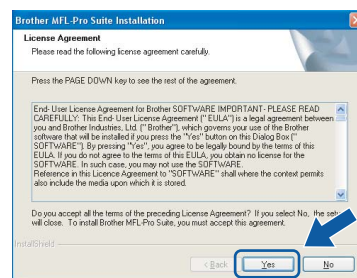 Brother MFL-Pro Suite Installation
License Agreement
Please read the following license agreement carefully.
Press the PAGE DOWN key to see the rest of the agreement.
End- User License Agreement for Brother SOFTWARE IMPORTANT- PLEASE READ
CAREFULLY: This End- User License Agreement ("EULA") is a legal agreement between
you and Brother Industries, Ltd. ("Brother"), which governs your use of the Brother
software that will be installed if you press the "Yes" button on this Dialog Box ("
SOFTWARE"). By pressing "Yes", you agree to be legally bound by the terms of this
EULA. If you do not agree to the terms of this EULA, you obtain no license for the
SOFTWARE. In such case, you may not use the SOFTWARE.
Reference in this Licence Agreement to "SOFTWARE" shall where the context permits
also include the media upon which it is stored.
Do you accept all the terms of the preceding License Agreement? If you select No, the
will close. To install Brother MFL-Pro Suite, you must accept this agreement.
InstallShield
< Back
Yes
No